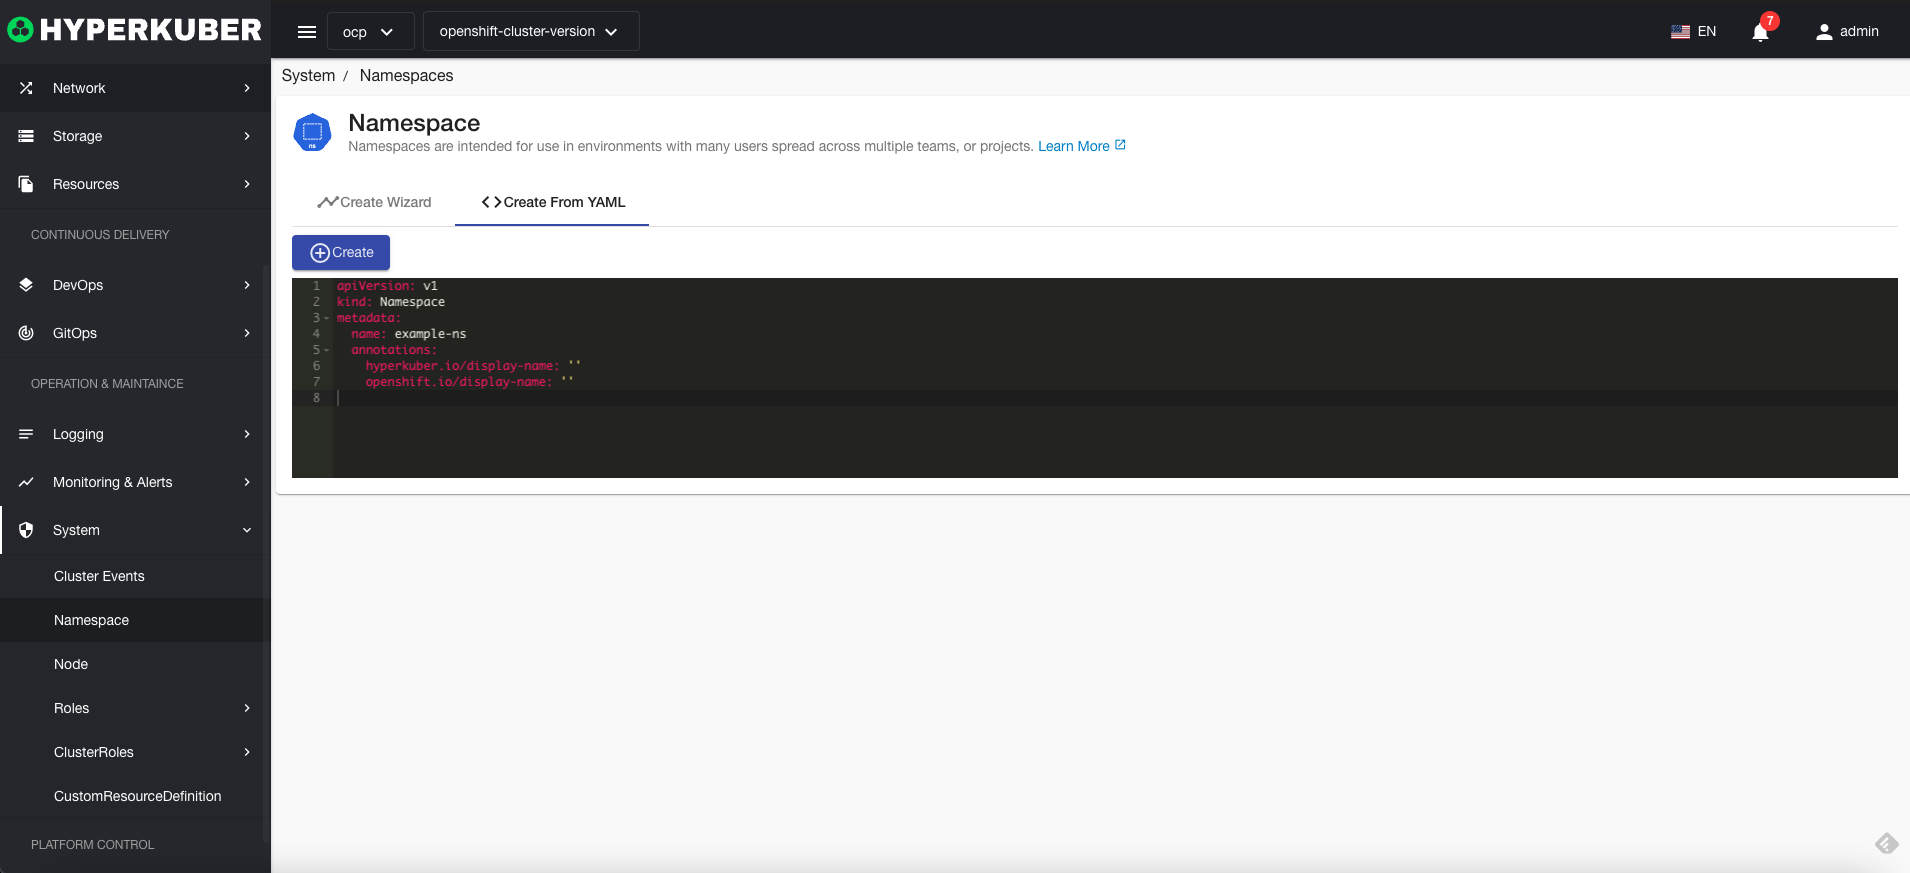 HYPERKUBER
ocp
openshift-cluster-version
EN
7
admin
Network
Storage
Resources
CONTINUOUS DELIVERY
DevOps
GitOps
OPERATION & MAINTAINCE
Logging
Monitoring & Alerts
System
Cluster Events
Namespace
Node
Roles
ClusterRoles
CustomResourceDefinition
PLATFORM CONTROL
System / Namespaces
Namespace
Namespaces are intended for use in environments with many users spread across multiple teams, or projects. Learn More
ns
Create Wizard
<>Create From YAML
Create
1 apiVersion: v1
2 kind: Namespace
3 metadata:
4 name: example-ns
5 annotations:
6 hyperkuber.io/display-name: ''
7 openshift.io/display-name: ''
8